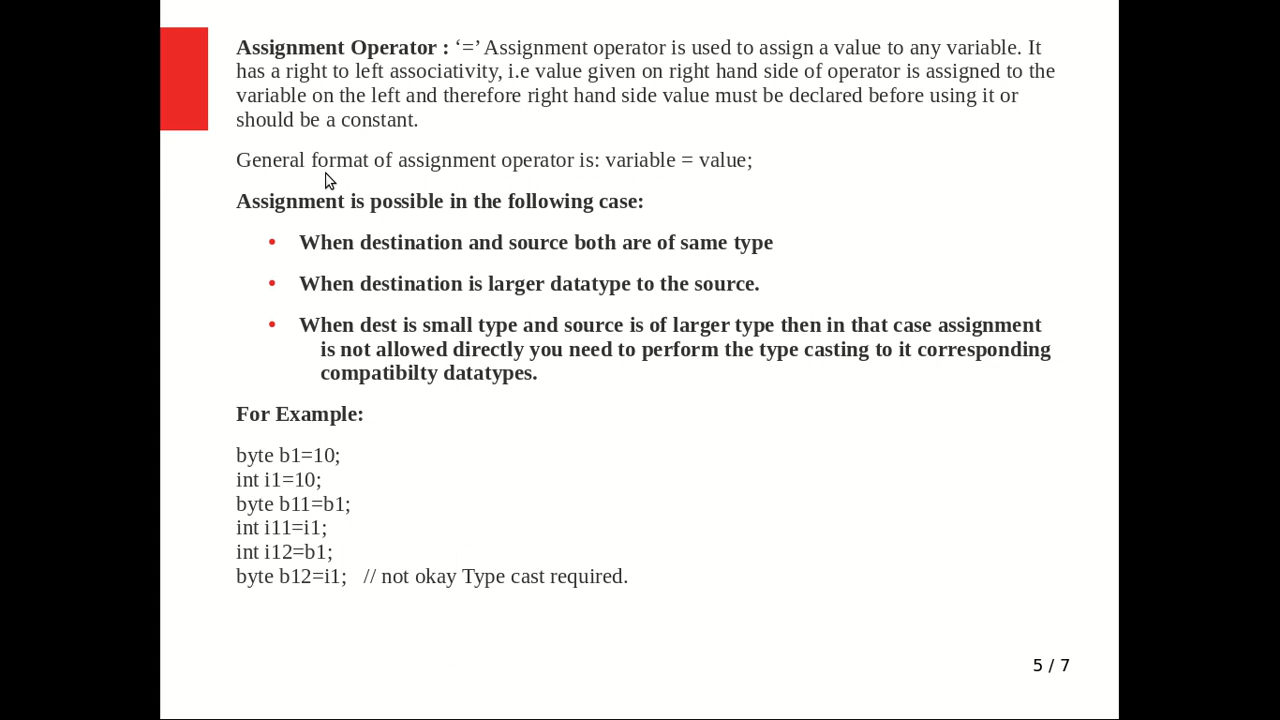 Assignment Operator : ‘=’ Assignment operator is used to assign a value to any variable. It
has a right to left associativity, i.e value given on right hand side of operator is assigned to the
variable on the left and therefore right hand side value must be declared before using it or
should be a constant.
General format of assignment operator is: variable = value;
Assignment is possible in the following case:
• When destination and source both are of same type
• When destination is larger datatype to the source.
• When dest is small type and source is of larger type then in that case assignment
is not allowed directly you need to perform the type casting to it corresponding
compatibilty datatypes.
For Example:
byte b1=10;
int i1=10;
byte b11=b1;
int i11=i1;
int i12=b1;
byte b12=i1; // not okay Type cast required.
5 / 7